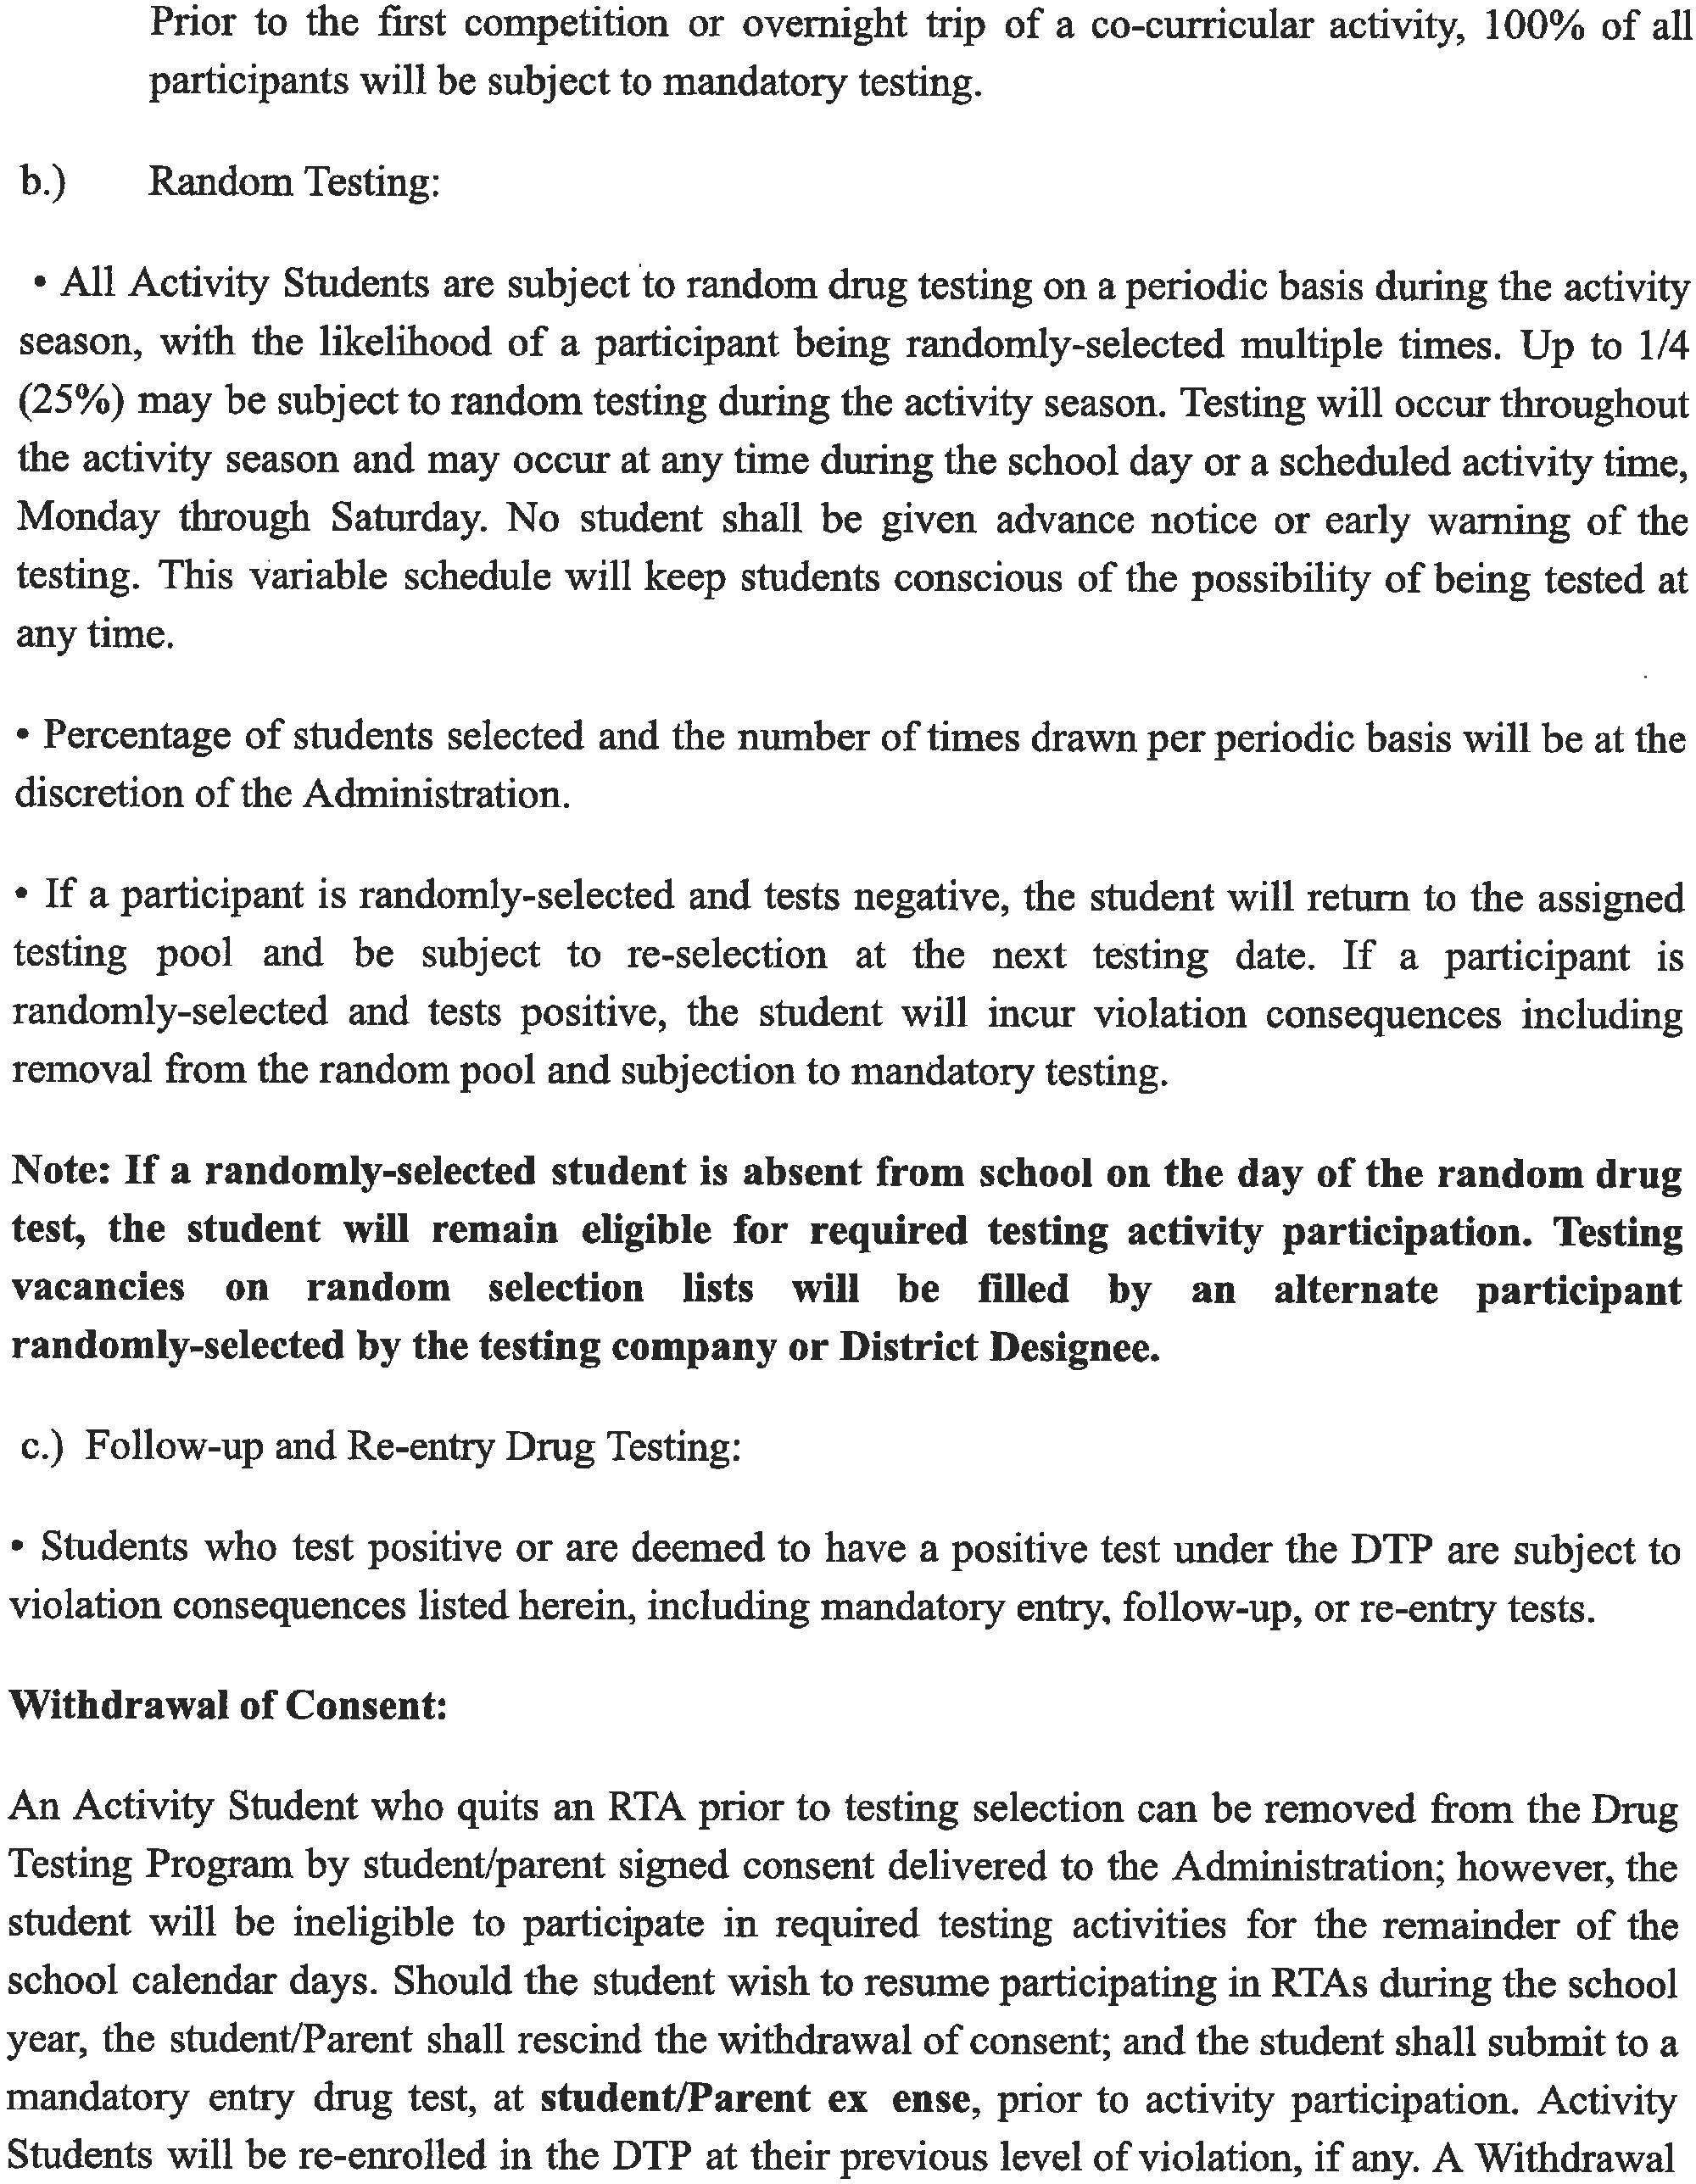 Prior to the first competition or overnight trip of a co-curricular activity, 100% of all
participants will be subject to mandatory testing.
b.) Random Testing:
• All Activity Students are subject to random drug testing on a periodic basis during the activity
season, with the likelihood of a participant being randomly-selected multiple times. Up to 1/4
(25%) may be subject to random testing during the activity season. Testing will occur throughout
the activity season and may occur at any time during the school day or a scheduled activity time,
Monday through Saturday. No student shall be given advance notice or early warning of the
testing. This variable schedule will keep students conscious of the possibility of being tested at
any time.
• Percentage of students selected and the number of times drawn per periodic basis will be at the
discretion of the Administration.
• If a participant is randomly-selected and tests negative, the student will return to the assigned
testing pool and be subject to re-selection at the next testing date. If a participant is
randomly-selected and tests positive, the student will incur violation consequences including
removal from the random pool and subjection to mandatory testing.
Note: If a randomly-selected student is absent from school on the day of the random drug
test, the student will remain eligible for required testing activity participation. Testing
vacancies on random selection lists will be filled by an alternate participant
randomly-selected by the testing company or District Designee.
c.) Follow-up and Re-entry Drug Testing:
• Students who test positive or are deemed to have a positive test under the DTP are subject to
violation consequences listed herein, including mandatory entry, follow-up, or re-entry tests.
Withdrawal of Consent:
An Activity Student who quits an RTA prior to testing selection can be removed from the Drug
Testing Program by student/parent signed consent delivered to the Administration; however, the
student will be ineligible to participate in required testing activities for the remainder of the
school calendar days. Should the student wish to resume participating in RTAs during the school
year, the student/Parent shall rescind the withdrawal of consent; and the student shall submit to a
mandatory entry drug test, at student/Parent ex ense, prior to activity participation. Activity
Students will be re-enrolled in the DTP at their previous level of violation, if any. A Withdrawal